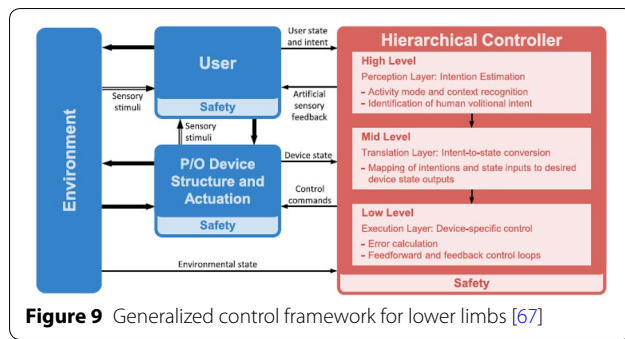 Environment
User
Safety
Sensory
stimuli
Sensory
stimuli
P/O Device
Structure and
Actuation
Safety
User state
and intent
Artificial
sensory
feedback
Device state
Control
commands
Environmental state
Hierarchical Controller
High Level
Perception Layer: Intention Estimation
– Activity mode and context recognition
– Identification of human volitional intent
Mid Level
Translation Layer: Intent-to-state conversion
– Mapping of intentions and state inputs to desired
device state outputs
Low Level
Execution Layer: Device-specific control
– Error calculation
– Feedforward and feedback control loops
Safety
Figure 9 Generalized control framework for lower limbs [67]